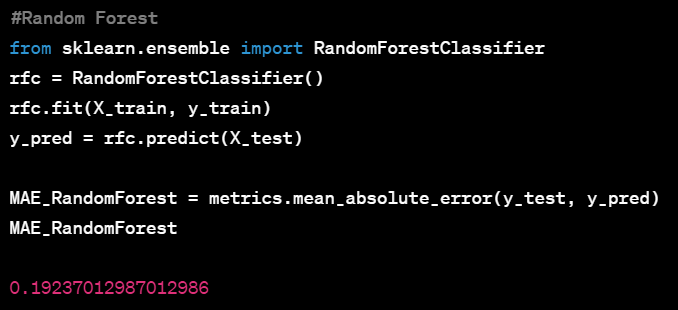 #Random Forest
from sklearn.ensemble import RandomForestClassifier
rfc = RandomForestClassifier()
rfc.fit(X_train, y_train)
y_pred = rfc.predict(X_test)
MAE_RandomForest = metrics.mean_absolute_error(y_test, y_pred)
MAE_RandomForest
0.19237012987012986